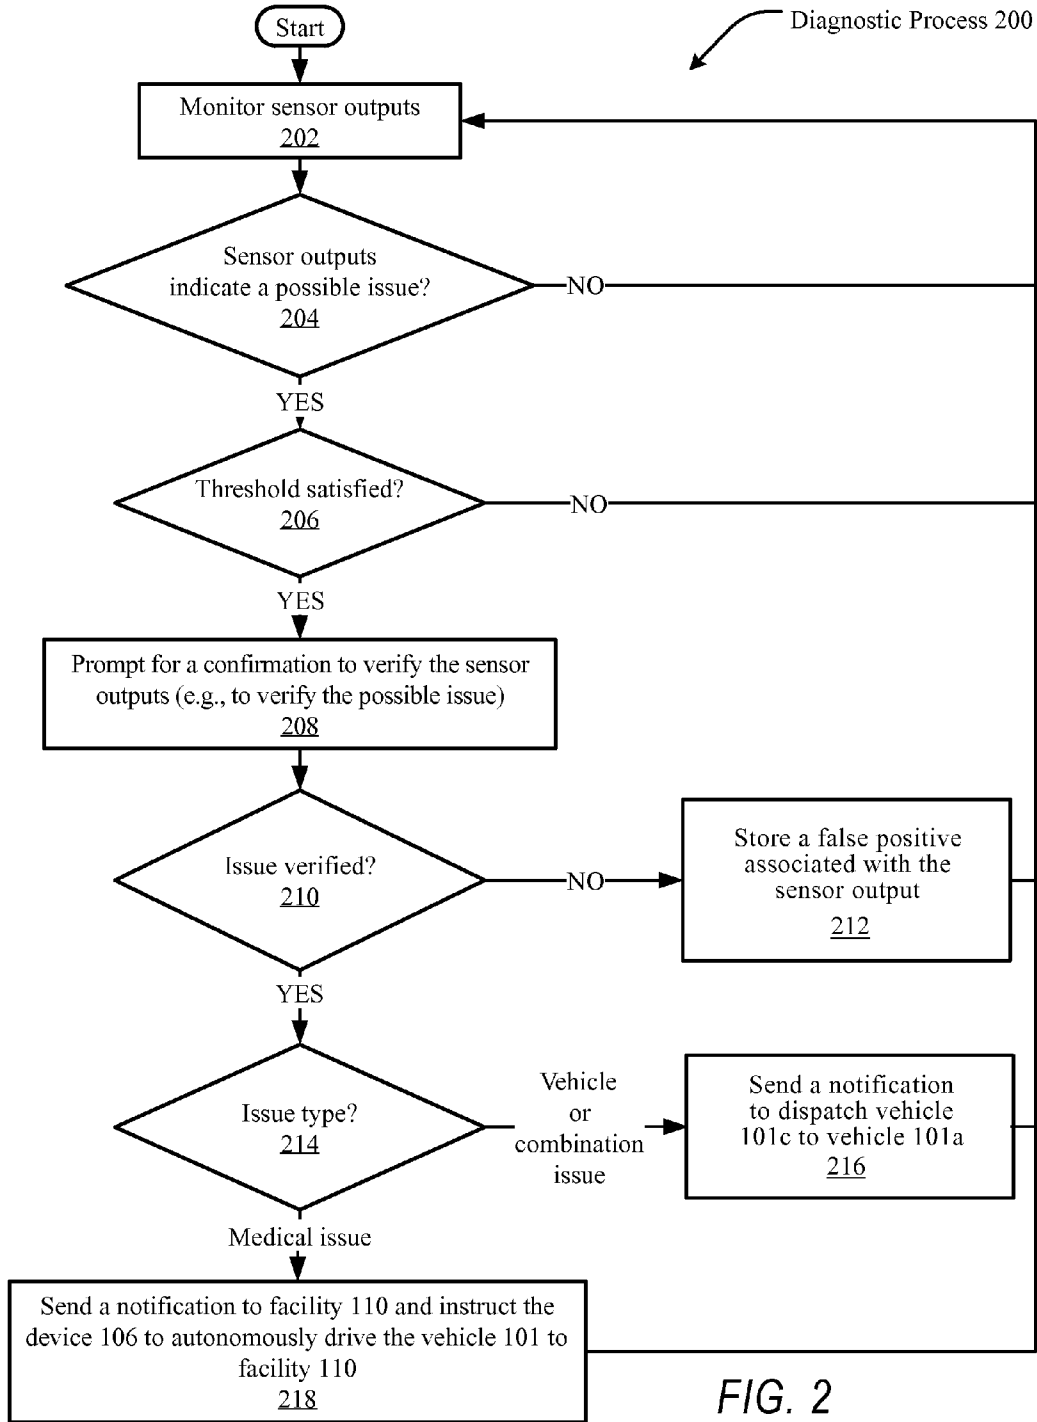 Start
Diagnostic Process 200
Monitor sensor outputs
202
Sensor outputs
indicate a possible issue?
204
NO
YES
Threshold satisfied?
206
NO
YES
Prompt for a confirmation to verify the sensor
outputs (e.g., to verify the possible issue)
208
Issue verified?
210
NO
Store a false positive
associated with the
sensor output
212
YES
Issue type?
214
Vehicle
or
combination
issue
Send a notification
to dispatch vehicle
101c to vehicle 101a
216
Medical issue
Send a notification to facility 110 and instruct the
device 106 to autonomously drive the vehicle 101 to
facility 110
218
FIG. 2